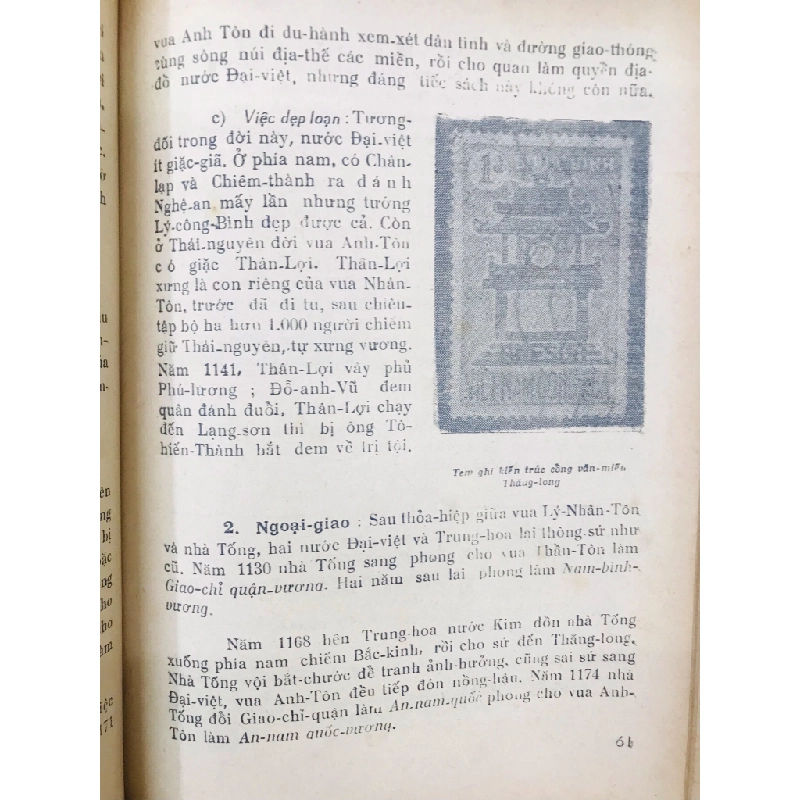 vua Anh Tôn đi du-hành xem-xét dân tình và đường giao-thông
cùng sông núi địa-thế các miền, rồi cho quan làm quyền địa-
đồ nước Đại-việt, nhưng đáng tiếc sách này không còn nữa.
c) Việc dẹp loạn : Tương-
đối trong đời này, nước Đại-việt
ít giặc-giã. Ở phía nam, có Chân-
lạp và Chiêm-thành ra đánh
Nghệ-an mấy lần nhưng tướng
Lý-công-Bình dẹp được cả. Còn
ở Thái-nguyên đời vua Anh-Tôn
có giặc Thân-Lợi. Thân-Lợi
xưng là con riêng của vua Nhân-
Tôn, trước đã đi tu, sau chiêu-
tập bộ hạ hơn 1.000 người chiếm
giữ Thái-nguyên, tự xưng vương.
Năm 1141, Thân-Lợi vây phủ
Phú-lương ; Đỗ-anh-Vũ đem
quân đánh đuổi, Thân-Lợi chạy
đến Lạng-sơn thì bị ông Tô-
hiến-Thành bắt đem về trị tội.
Tem ghi kiến trúc cổng văn-miếu
Thăng-long
2. Ngoại-giao : Sau thỏa-hiệp giữa vua Lý-Nhân-Tôn
và nhà Tống, hai nước Đại-việt và Trung-hoa lai thông-sứ như
cũ. Năm 1130 nhà Tống sang phong cho vua Thần-Tôn làm
Giao-chỉ quận-vương. Hai năm sau lại phong làm Nam-bình-
vương.
Năm 1168 bên Trung-hoa nước Kim dồn nhà Tống
xuống phía nam chiếm Bắc-kinh, rồi cho sứ đến Thăng-long.
Nhà Tống vội bắt-chước để tranh ảnh-hưởng, cũng sai sứ sang
Đại-việt, vua Anh-Tôn đều tiếp đón nồng-hậu. Năm 1174 nhà
Tống đổi Giao-chỉ-quận làm An-nam-quốc phong cho vua Anh-
Tôn làm An-nam quốc-vương.
61